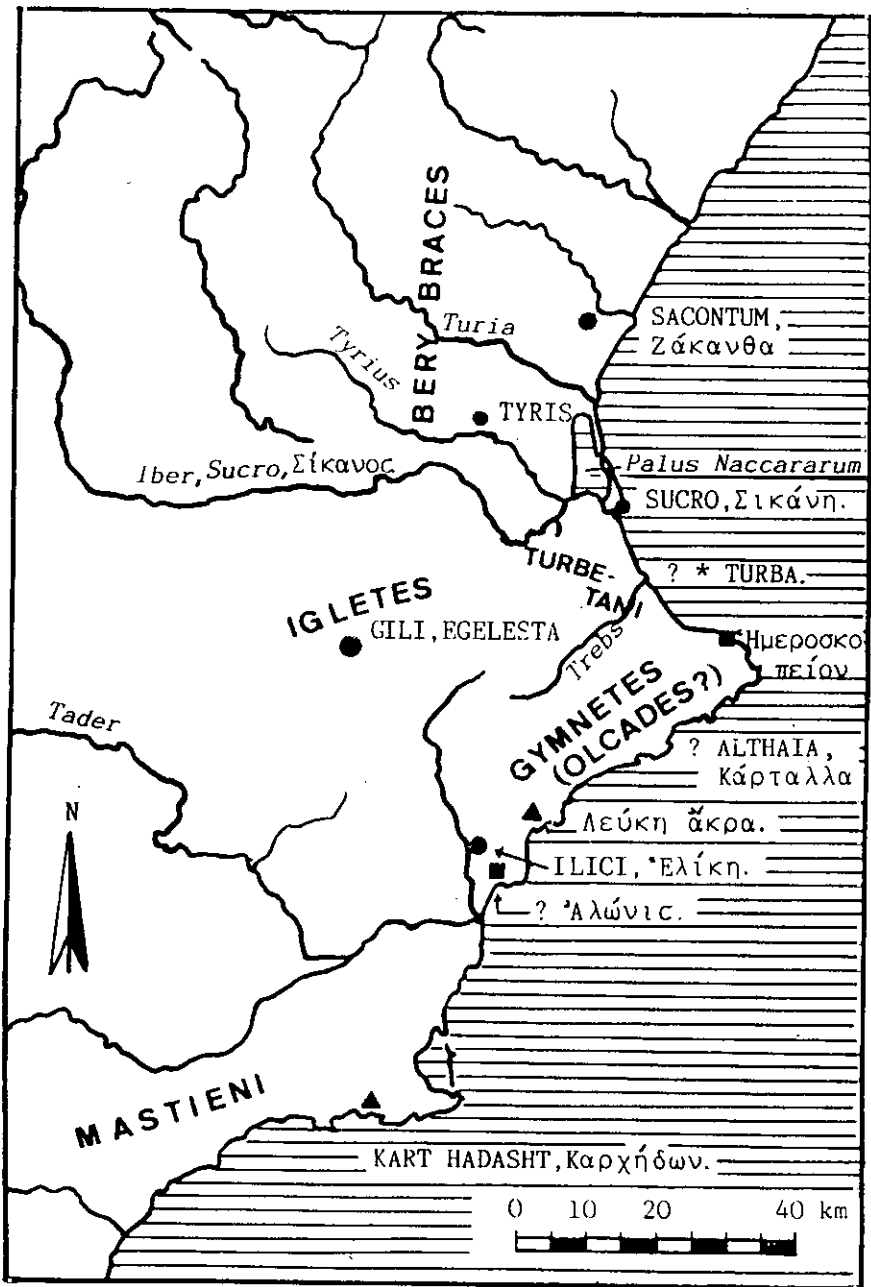 BERY BRACES
Turia
SACONTUM,
Ζάκανθα
Tyrius
TYRIS
Iber, Sucro, Σίκανος
Palus Naccararum
SUCRO, Σικάνη.
TURBE-
TANI
? * TURBA.
IGLETES
GILI, EGELESTA
Trebs
Ἡμεροσκο
πείον
GYMNETES
(OLCADES?)
Tader
? ALTHAIA,
Κάρταλλα
N
Λεύκη ἄκρα.
ILICI, Ἑλίκη.
? Ἀλώνις.
MASTIENI
KART HADASHT, Καρχήδων.
0 10 20 40 km